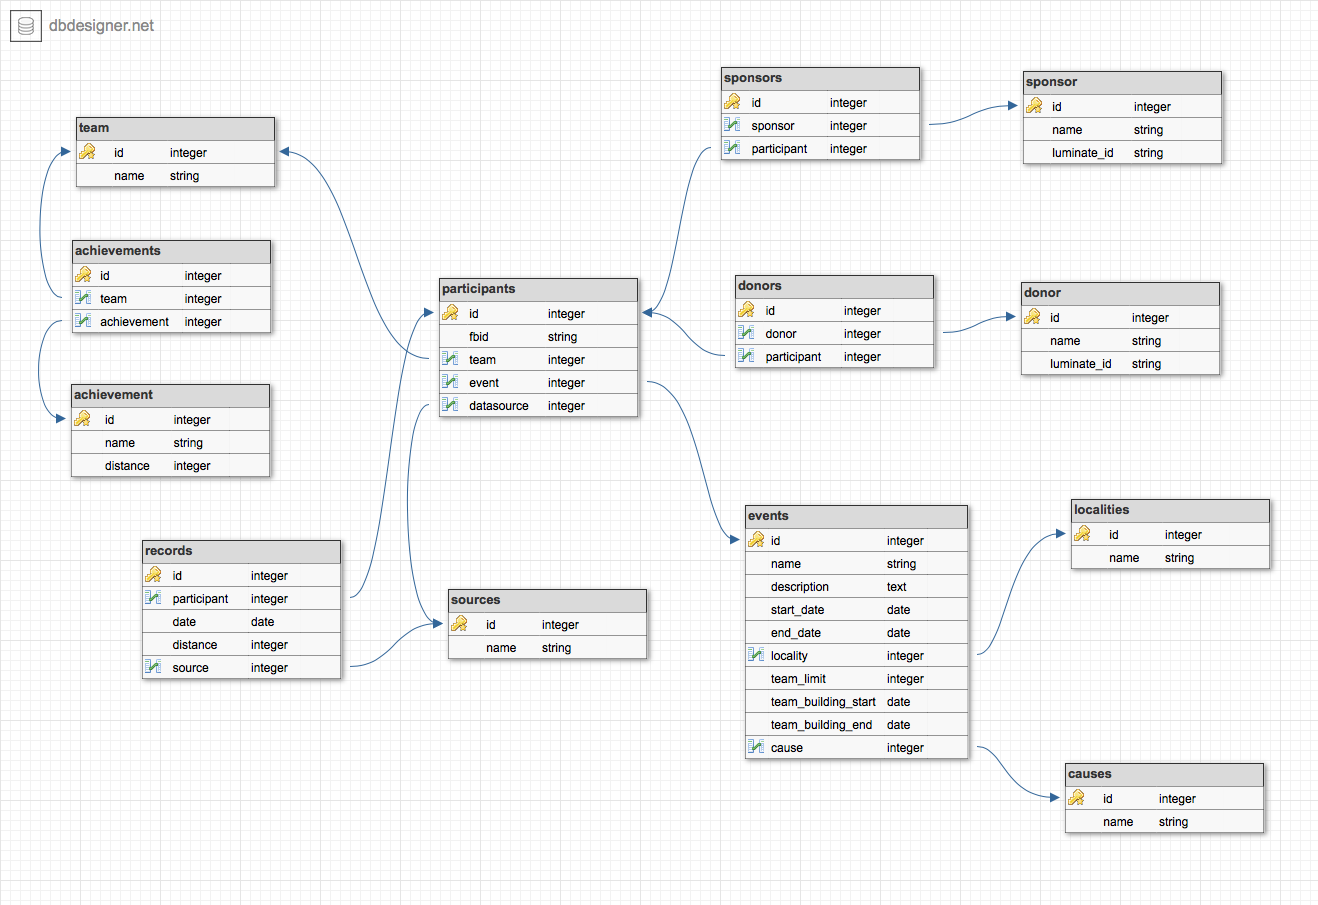 dbdesigner.net
team
id integer
name string
achievements
id integer
team integer
achievement integer
achievement
id integer
name string
distance integer
records
id integer
participant integer
date date
distance integer
source integer
participants
id integer
fbid string
team integer
event integer
datasource integer
sources
id integer
name string
sponsors
id integer
sponsor integer
participant integer
sponsor
id integer
name string
luminate_id string
donors
id integer
donor integer
participant integer
donor
id integer
name string
luminate_id string
events
id integer
name string
description text
start_date date
end_date date
locality integer
team_limit integer
team_building_start date
team_building_end date
cause integer
localities
id integer
name string
causes
id integer
name string